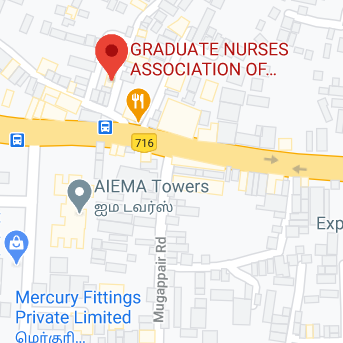 GRADUATE NURSES
ASSOCIATION OF...
716
AIEMA Towers
ஐம டவர்ஸ்
Mugappair Rd
Exp
Mercury Fittings
Private Limited
மெர்குரி...